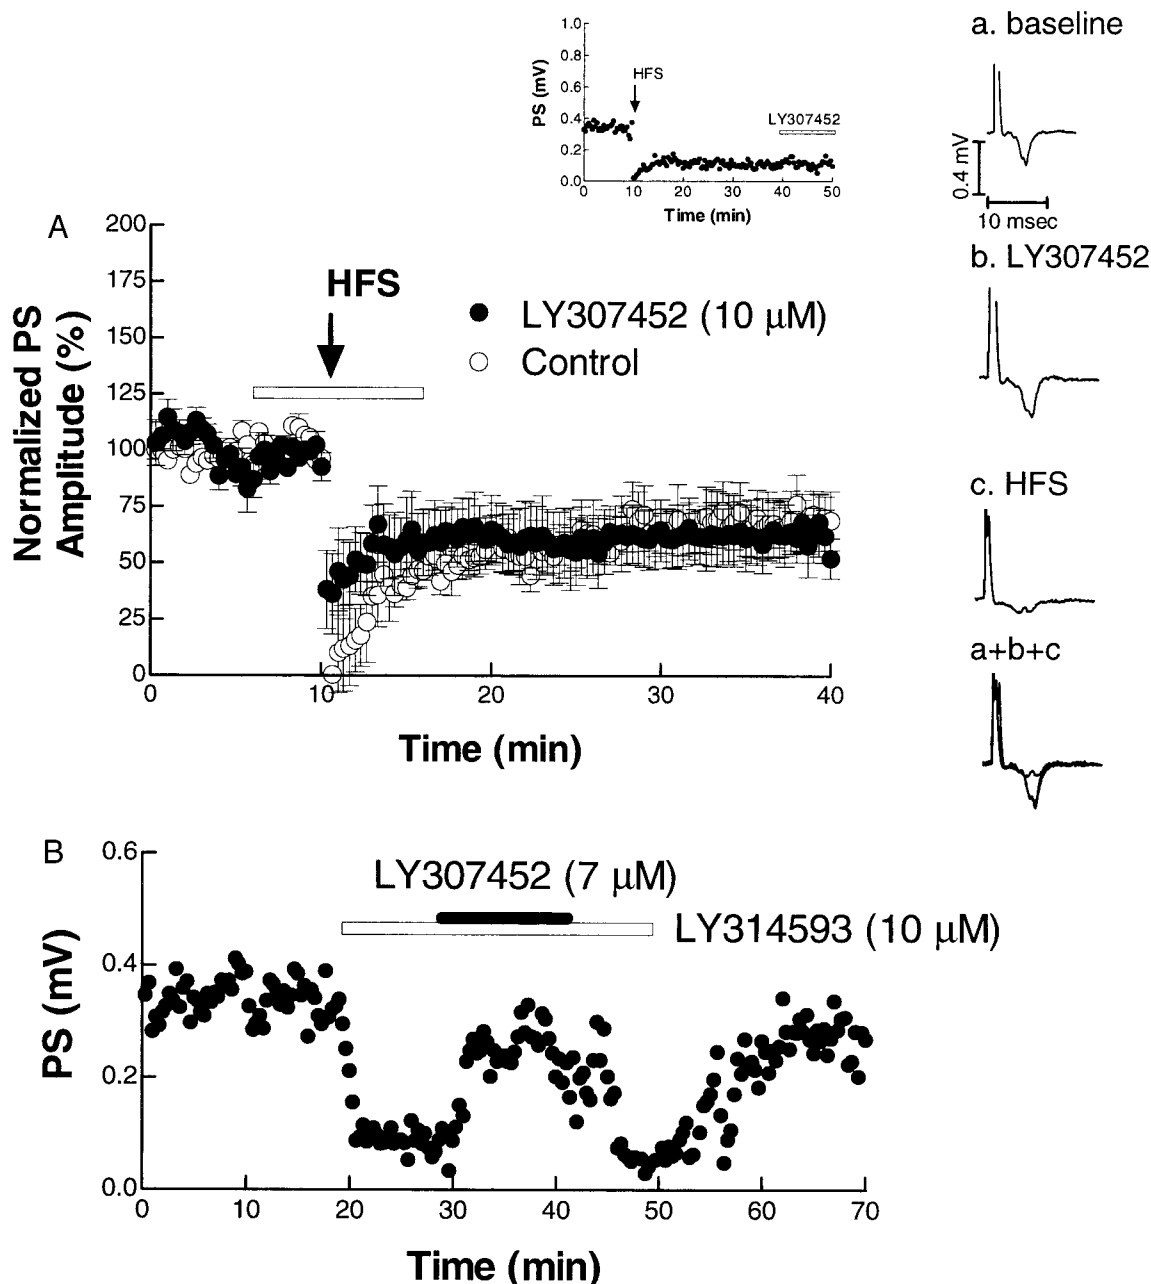 1.0
0.8
0.6
0.4
0.2
0.0
PS (mV)
HFS
LY307452
0 10 20 30 40 50
Time (min)
a. baseline
0.4 mV
10 msec
b. LY307452
c. HFS
a+b+c
A
200
175
150
125
100
75
50
25
0
Normalized PS
Amplitude (%)
HFS
LY307452 (10 μM)
Control
0 10 20 30 40
Time (min)
B
0.6
0.4
0.2
0.0
PS (mV)
LY307452 (7 μM)
LY314593 (10 μM)
0 10 20 30 40 50 60 70
Time (min)